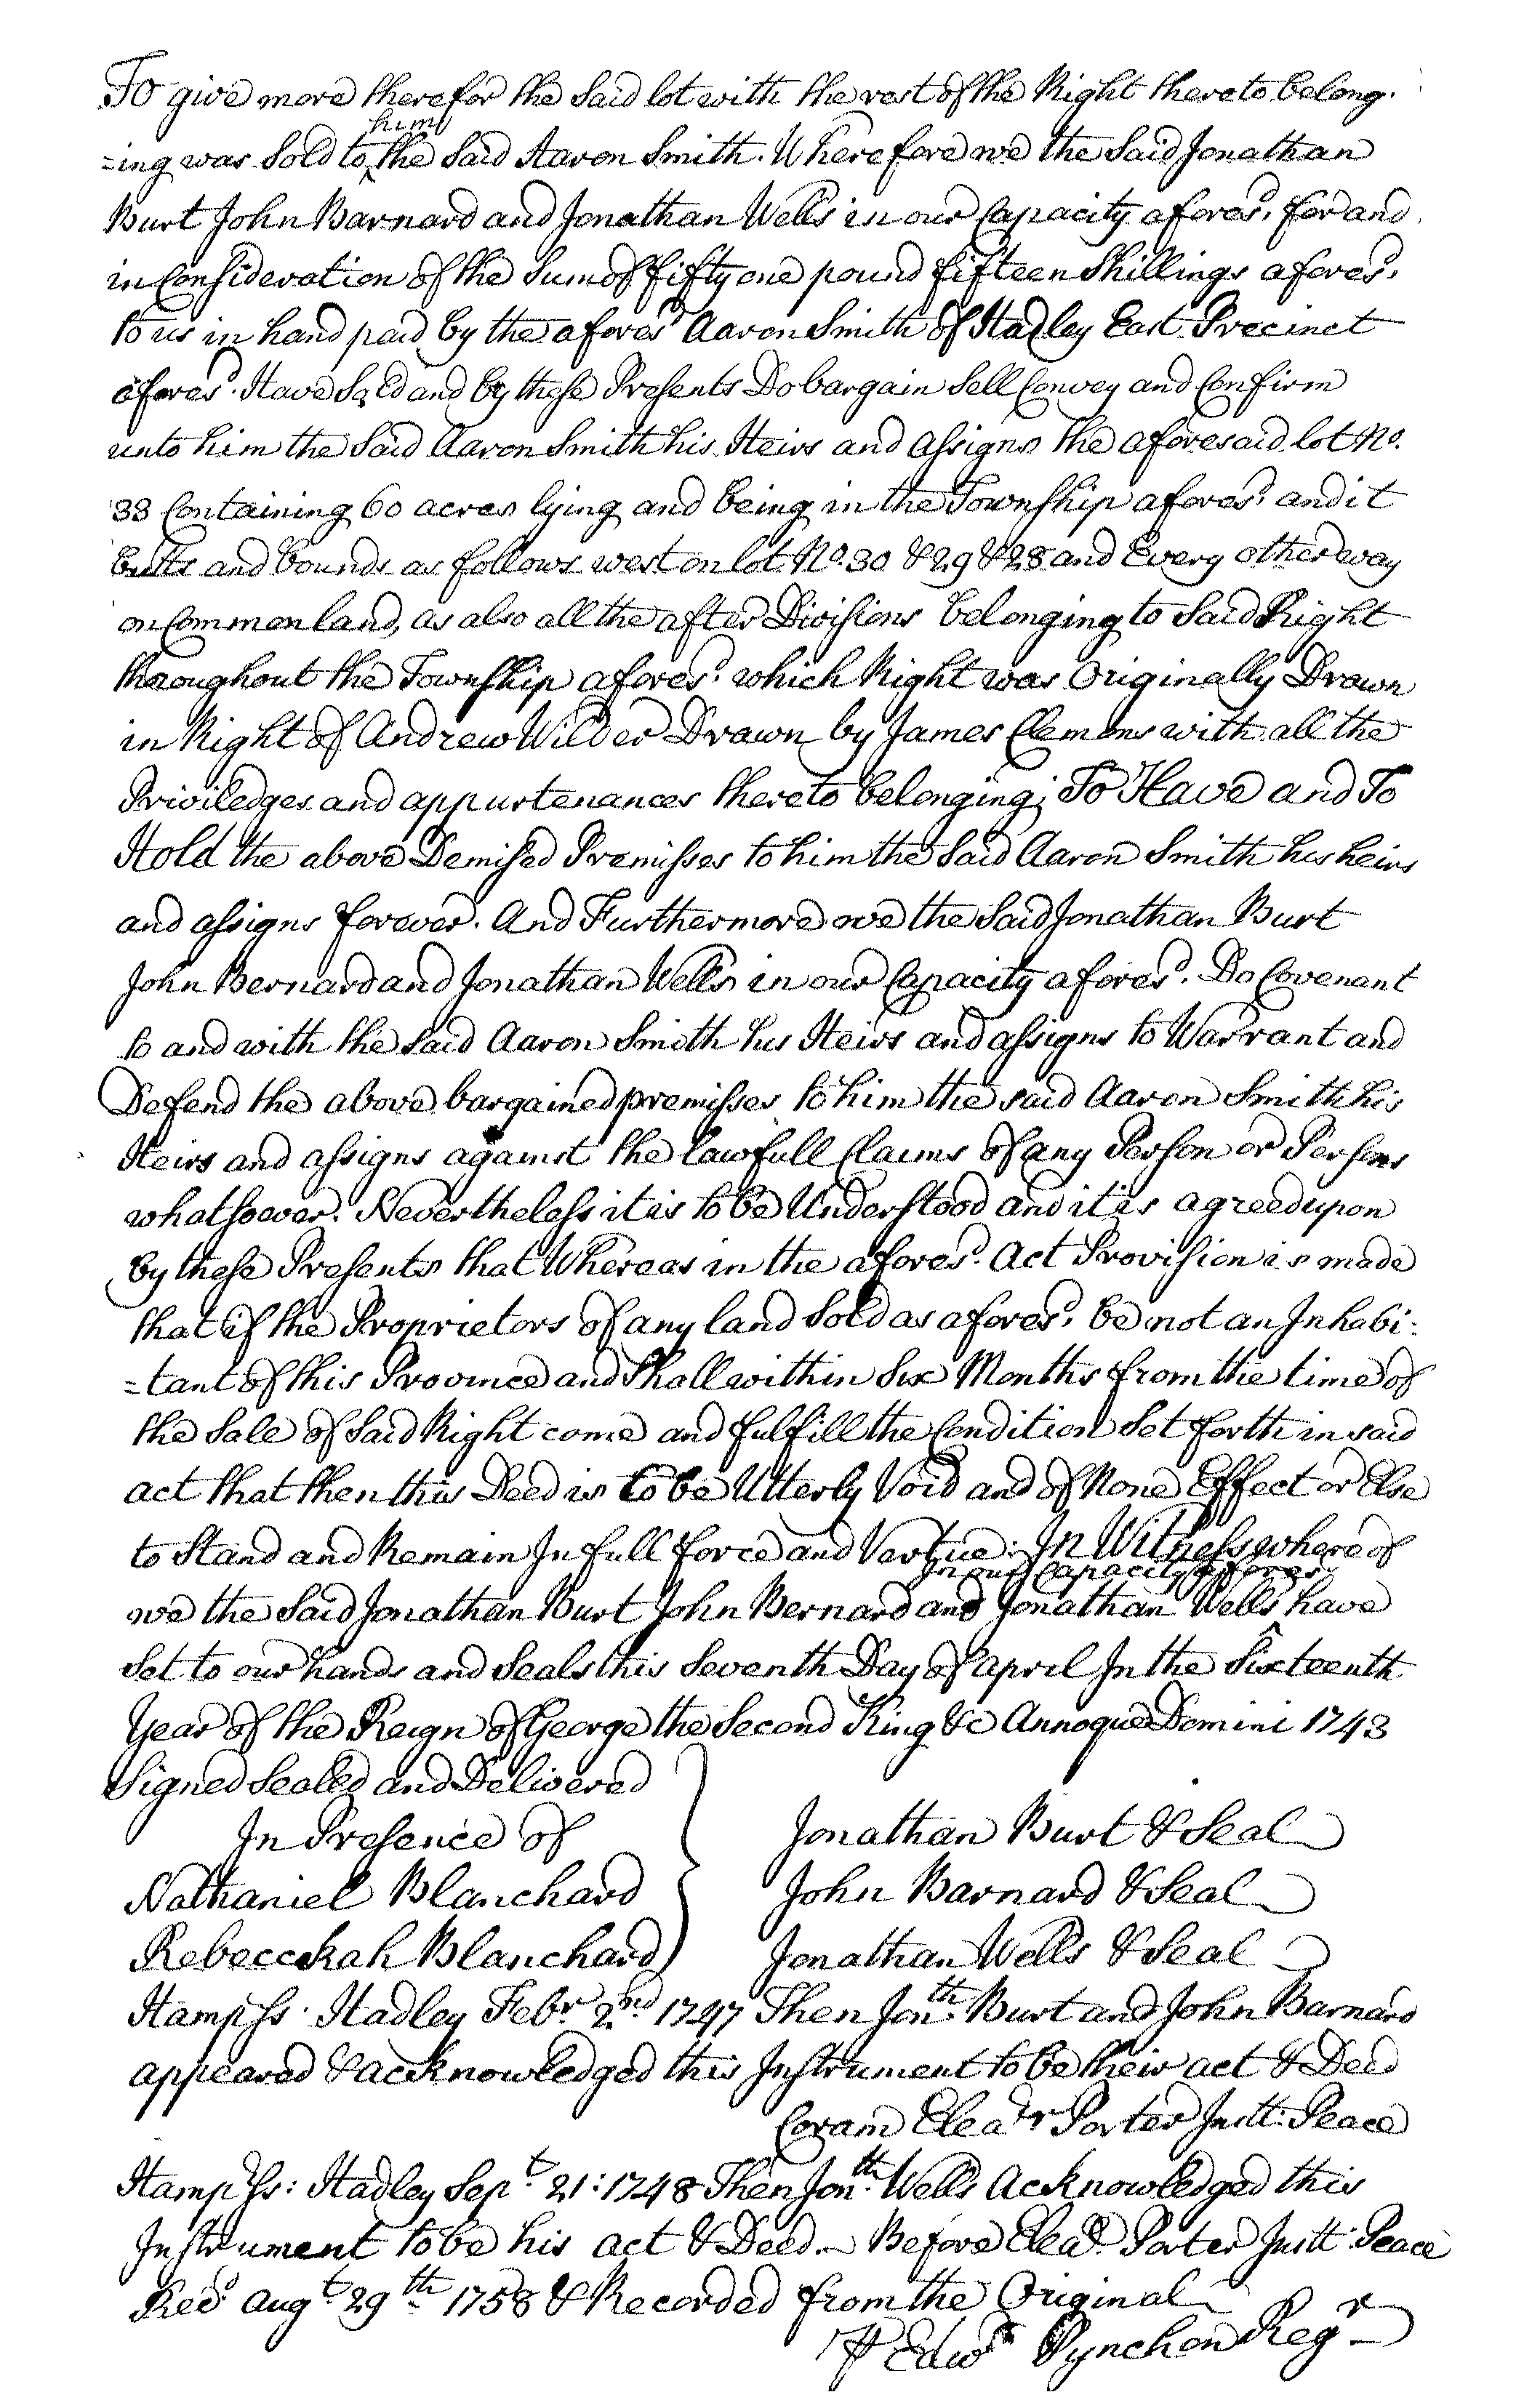 To give more there for the Said lot with the rest of the Right thereto belong-
=ing was Sold to ^him the Said Aaron Smith. Wherefore we the Said Jonathan
Burt John Barnard and Jonathan Wells in our Capacity afores.d for and
in Consideration of the Sum of fifty one pound fifteen Shillings afores.d
to us in hand paid by the afores.d Aaron Smith of Hadley East Precinct
afores.d Have Sold and by these Presents Do bargain Sell Convey and Confirm
unto him the Said Aaron Smith his Heirs and assigns the aforesaid lot No.
33 Containing 60 acres lying and being in the Township afores.d and it
butts and bounds as follows west on lot No. 30 & 29 & 28 and Every other way
on Common land, as also all the after Divisions belonging to Said Right
throughout the Township afores.d which Right was Originally Drawn
in Right of Andrew Wilder Drawn by James Clemens with all the
Priviledges and appurtenances thereto belonging; To Have and To
Hold the above Demised Premisses to him the Said Aaron Smith his heirs
and assigns forever. And Furthermore we the Said Jonathan Burt
John Bernard and Jonathan Wells in our Capacity afores.d Do Covenant
to and with the Said Aaron Smith his Heirs and assigns to Warrant and
Defend the above bargained premisses to him the said Aaron Smith his
Heirs and assigns against the lawfull Claims of any Person or Persons
whatsoever. Nevertheless it is to be Understood and it is agreed upon
by these Presents that Whereas in the afores.d Act Provision is made
that if the Proprietors of any land Sold as afores.d be not an Inhabi-
=tant of this Province and Shall within Six Months from the time of
the Sale of Said Right come and fulfill the Condition Set forth in said
act that then this Deed is to be Utterly Void and of None Effect or Else
to Stand and Remain In full force and Vertue: In Witness whereof
in our Capacity afores.d
we the Said Jonathan Burt John Bernard and Jonathan Wells ^ have
Set to our hands and Seals this Seventh Day of April In the Sixteenth
Year of the Reign of George the Second King &c Annoque Domini 1743
Signed Sealed and Delivered
In Presence of
Jonathan Burt & Seal
Nathaniel Blanchard
John Barnard & Seal
Rebecckah Blanchard
Jonathan Wells & Seal
Hampss. Hadley Feb.r 2.nd 1747 Then Jon.th Burt and John Barnard
appeared & acknowledged this Instrument to be their act & Deed
Coram Elea.zr Porter Justt. Peace
Hampss: Hadley Sep.t 21: 1748 Then Jon.th Wells Acknowledged this
Instrument to be his act & Deed. Before Elea.zr Porter Justt. Peace
Rec.d Aug.t 29.th 1758 & Recorded from the Original
℔ Edw.d Pynchon Reg.r